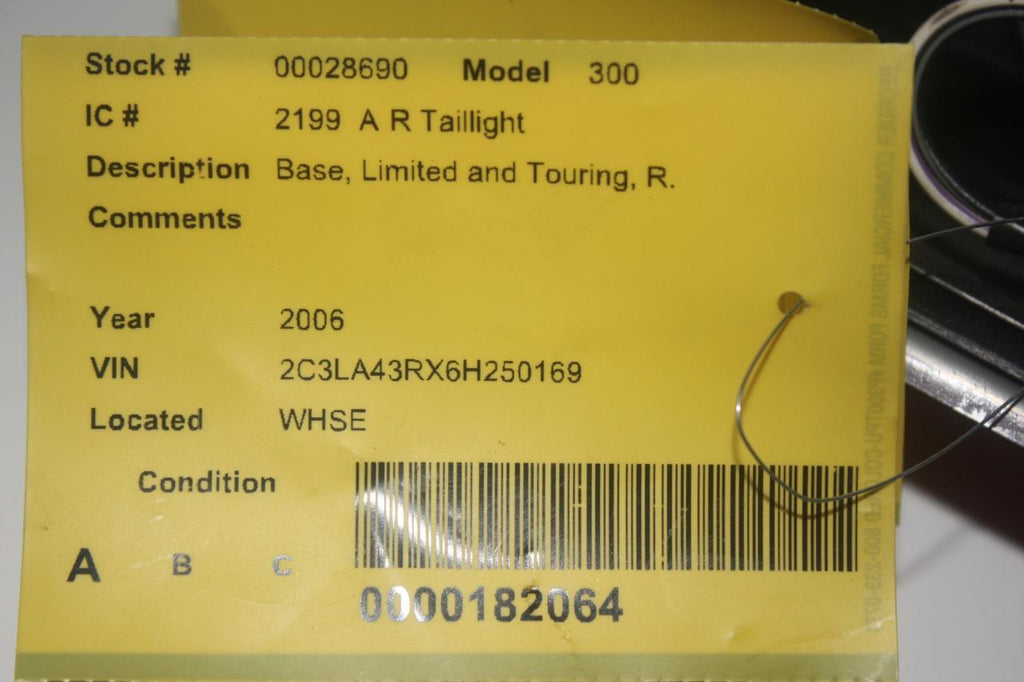 Stock # 00028690 Model 300
IC # 2199 A R Taillight
Description Base, Limited and Touring, R.
Comments
Year 2006
VIN 2C3LA43RX6H250169
Located WHSE
Condition
A B C
0000182064